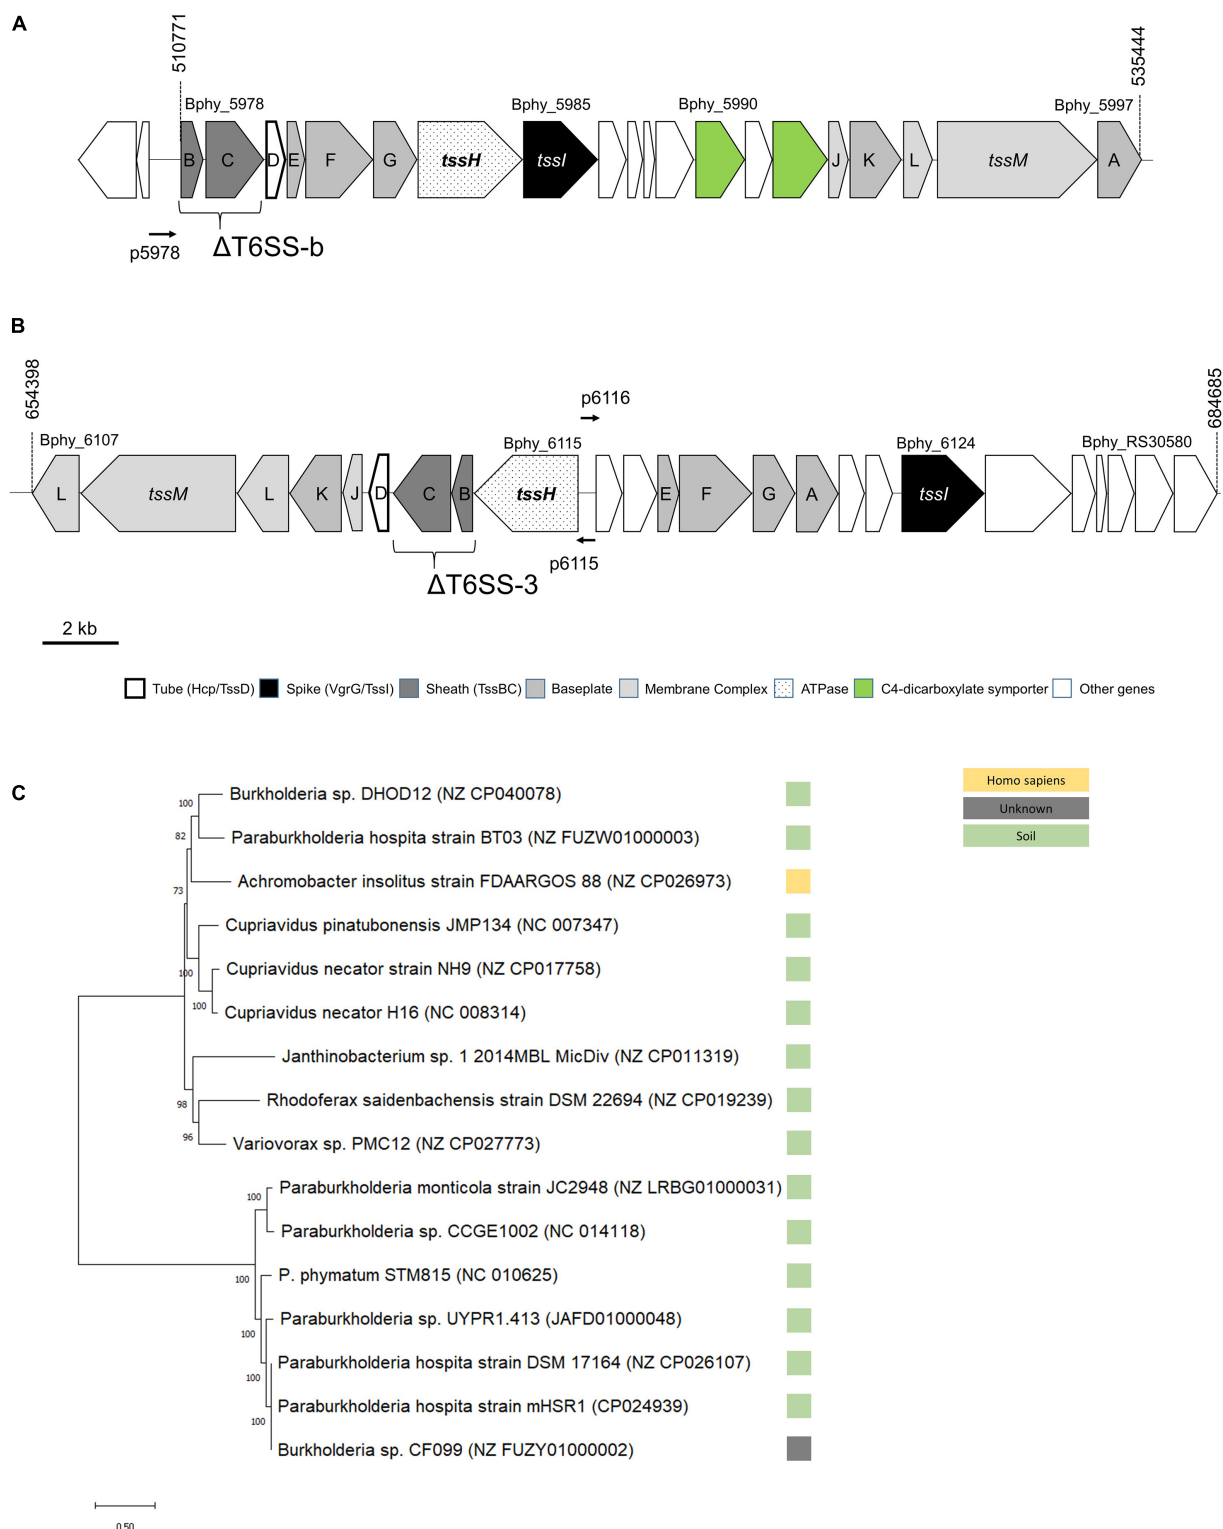 A
510771
535444
Bphy_5978
Bphy_5985
Bphy_5990
Bphy_5997
B C D E F G tssH tssI J K L tssM A
p5978
ΔT6SS-b
B
654398
684685
p6116
Bphy_6107
Bphy_6115
Bphy_6124
Bphy_RS30580
L tssM L K J D C B tssH E F G A tssI
p6115
ΔT6SS-3
2 kb
Tube (Hcp/TssD) Spike (VgrG/TssI) Sheath (TssBC) Baseplate Membrane Complex ATPase C4-dicarboxylate symporter Other genes
C
Homo sapiens
Unknown
Soil
Burkholderia sp. DHOD12 (NZ CP040078)
100
82
Paraburkholderia hospita strain BT03 (NZ FUZW01000003)
Achromobacter insolitus strain FDAARGOS 88 (NZ CP026973)
73
Cupriavidus pinatubonensis JMP134 (NC 007347)
Cupriavidus necator strain NH9 (NZ CP017758)
100
100
Cupriavidus necator H16 (NC 008314)
Janthinobacterium sp. 1 2014MBL MicDiv (NZ CP011319)
Rhodoferax saidenbachensis strain DSM 22694 (NZ CP019239)
98
96
Variovorax sp. PMC12 (NZ CP027773)
Paraburkholderia monticola strain JC2948 (NZ LRBG01000031)
100
Paraburkholderia sp. CCGE1002 (NC 014118)
P. phymatum STM815 (NC 010625)
100
Paraburkholderia sp. UYPR1.413 (JAFD01000048)
100
Paraburkholderia hospita strain DSM 17164 (NZ CP026107)
100
Paraburkholderia hospita strain mHSR1 (CP024939)
100
Burkholderia sp. CF099 (NZ FUZY01000002)
0.50